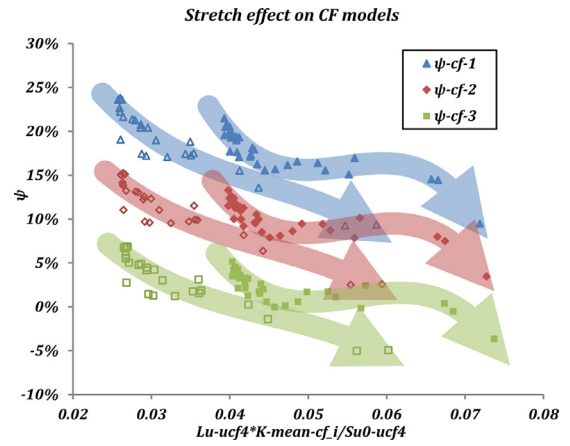 Stretch effect on CF models
30%
25%
20%
15%
10%
5%
0%
-5%
-10%
ψ
ψ-cf-1
ψ-cf-2
ψ-cf-3
0.02 0.03 0.04 0.05 0.06 0.07 0.08
Lu-ucf4*K-mean-cf_i/Su0-ucf4